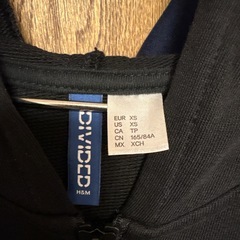 DIVIDED
H&M
EUR XS
US XS
CA TP
CN 165/84A
MX XCH